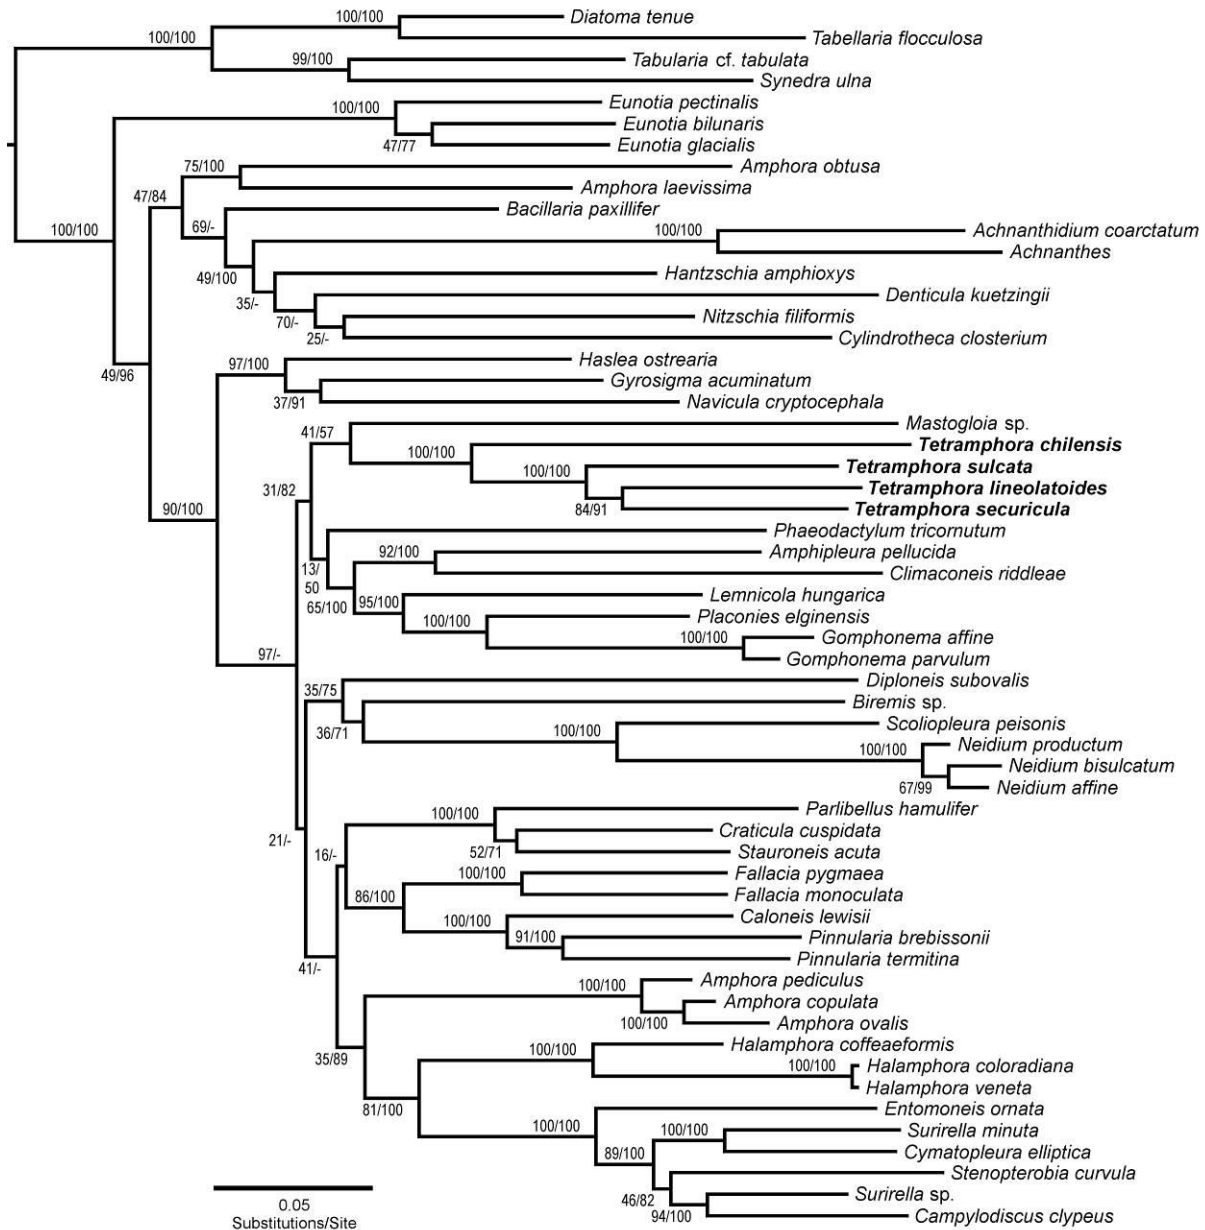 100/100 Diatoma tenue
100/100 Tabellaria flocculosa
99/100 Tabularia cf. tabulata
Synedra ulna
100/100 Eunotia pectinalis
Eunotia bilunaris
47/77 Eunotia glacialis
75/100 Amphora obtusa
47/84 Amphora laevissima
Bacillaria paxillifer
100/100 69/- 100/100 Achnanthidium coarctatum
Achnanthes
49/100 Hantzschia amphioxys
35/- Denticula kuetzingii
70/- Nitzschia filiformis
25/- Cylindrotheca closterium
49/96 97/100 Haslea ostrearia
Gyrosigma acuminatum
37/91 Navicula cryptocephala
41/57 Mastogloia sp.
100/100 Tetramphora chilensis
100/100 Tetramphora sulcata
31/82 Tetramphora lineolatoides
90/100 84/91 Tetramphora securicula
Phaeodactylum tricornutum
92/100 Amphipleura pellucida
13/ Climaconeis riddleae
50
65/100 95/100 Lemnicola hungarica
Placonies elginensis
100/100 100/100 Gomphonema affine
97/- Gomphonema parvulum
35/75 Diploneis subovalis
Biremis sp.
36/71 100/100 Scoliopleura peisonis
100/100 Neidium productum
Neidium bisulcatum
67/99 Neidium affine
100/100 Parlibellus hamulifer
21/- Craticula cuspidata
16/- 52/71 Stauroneis acuta
100/100 Fallacia pygmaea
86/100 Fallacia monoculata
100/100 Caloneis lewisii
91/100 Pinnularia brebissonii
41/- Pinnularia termitina
100/100 Amphora pediculus
Amphora copulata
100/100 Amphora ovalis
35/89 100/100 Halamphora coffeaeformis
100/100 Halamphora coloradiana
Halamphora veneta
81/100 Entomoneis ornata
100/100 100/100 Surirella minuta
89/100 Cymatopleura elliptica
Stenopterobia curvula
46/82 Surirella sp.
94/100 Campylodiscus clypeus
0.05
Substitutions/Site